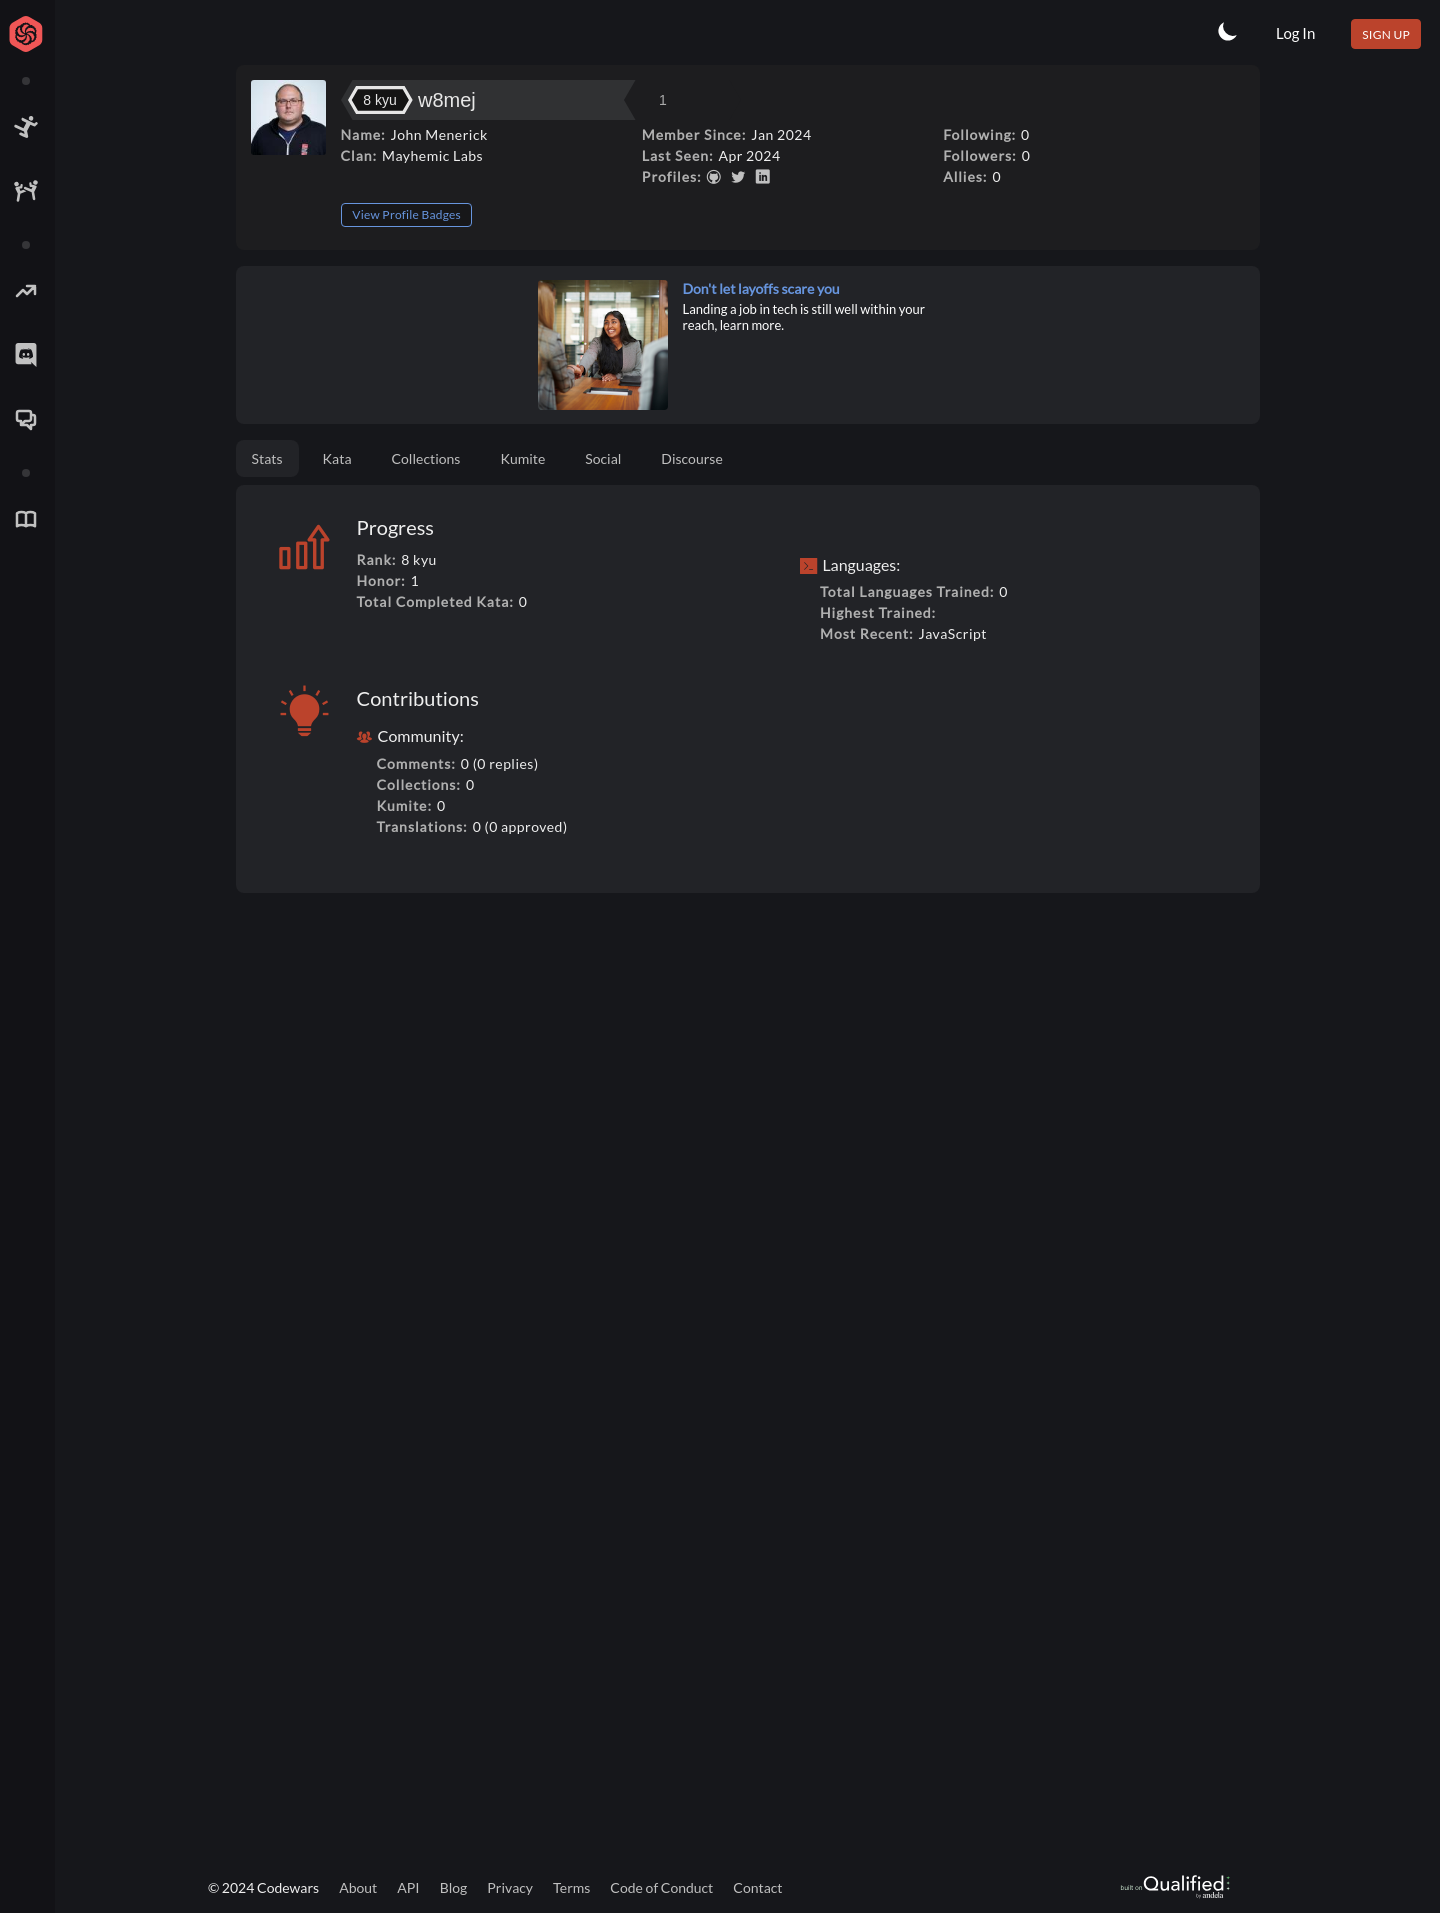 Log In
SIGN UP
8 kyu
w8mej
1
Name: John Menerick
Clan: Mayhemic Labs
Member Since: Jan 2024
Last Seen: Apr 2024
Profiles:
Following: 0
Followers: 0
Allies: 0
View Profile Badges
Don't let layoffs scare you
Landing a job in tech is still well within your
reach, learn more.
Stats
Kata
Collections
Kumite
Social
Discourse
Progress
Rank: 8 kyu
Honor: 1
Total Completed Kata: 0
Languages:
Total Languages Trained: 0
Highest Trained:
Most Recent: JavaScript
Contributions
Community:
Comments: 0 (0 replies)
Collections: 0
Kumite: 0
Translations: 0 (0 approved)
© 2024 Codewars
About
API
Blog
Privacy
Terms
Code of Conduct
Contact
built on Qualified
by andela